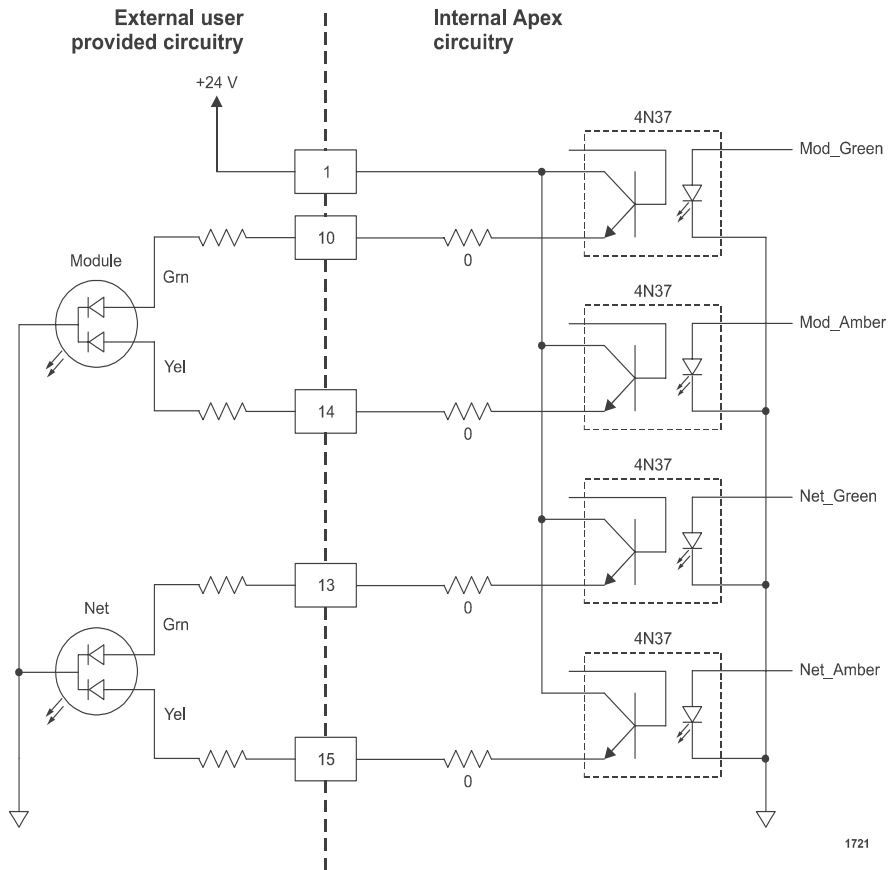 External user
provided circuitry
Internal Apex
circuitry
+24 V
4N37
Mod_Green
1
10
0
Module
Grn
4N37
Mod_Amber
Yel
14
0
4N37
Net_Green
13
0
Net
Grn
4N37
Net_Amber
Yel
15
0
1721